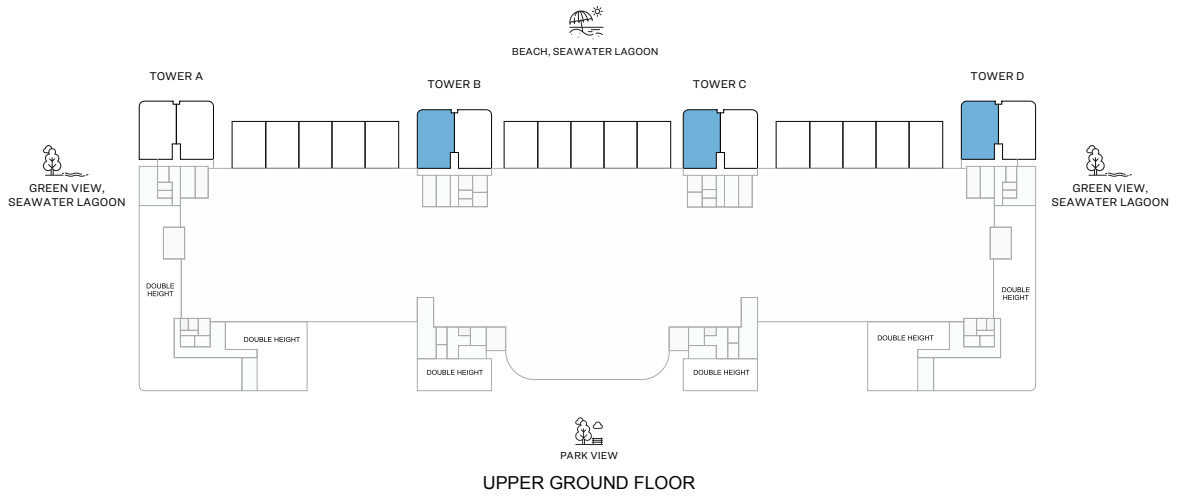 BEACH, SEAWATER LAGOON
TOWER A
TOWER B
TOWER C
TOWER D
GREEN VIEW,
SEAWATER LAGOON
GREEN VIEW,
SEAWATER LAGOON
DOUBLE
HEIGHT
DOUBLE
HEIGHT
DOUBLE HEIGHT
DOUBLE HEIGHT
DOUBLE HEIGHT
DOUBLE HEIGHT
PARK VIEW
UPPER GROUND FLOOR